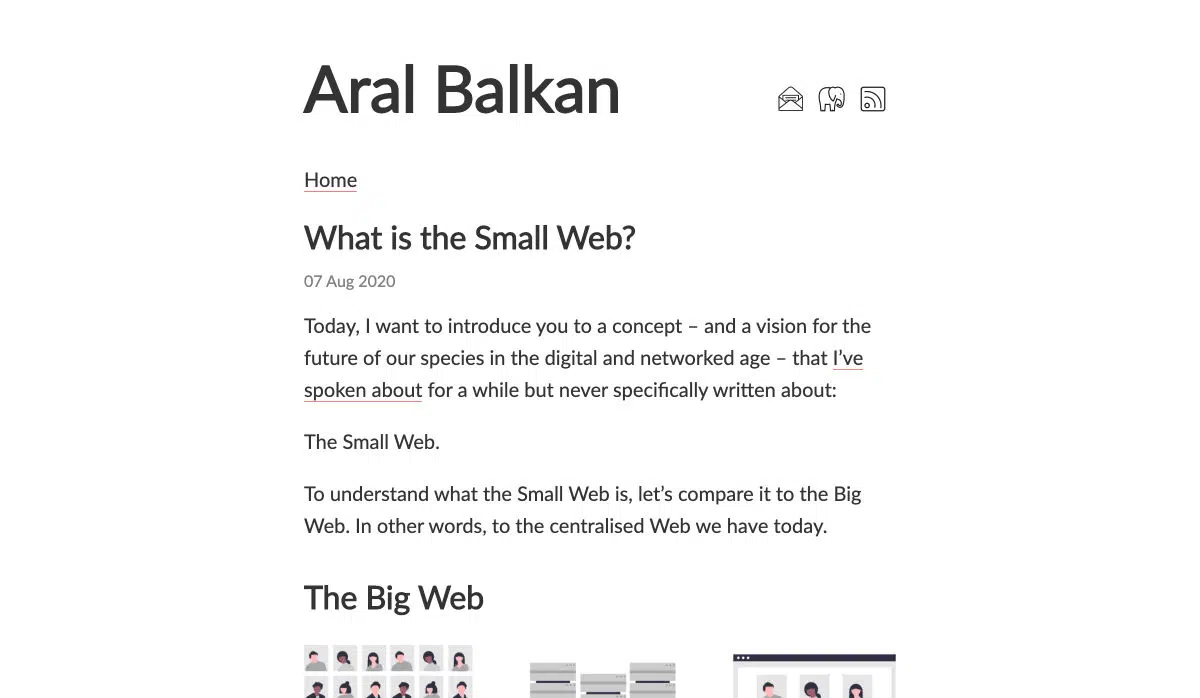 Aral Balkan
Home
What is the Small Web?
07 Aug 2020
Today, I want to introduce you to a concept – and a vision for the
future of our species in the digital and networked age – that I’ve
spoken about for a while but never specifically written about:
The Small Web.
To understand what the Small Web is, let’s compare it to the Big
Web. In other words, to the centralised Web we have today.
The Big Web